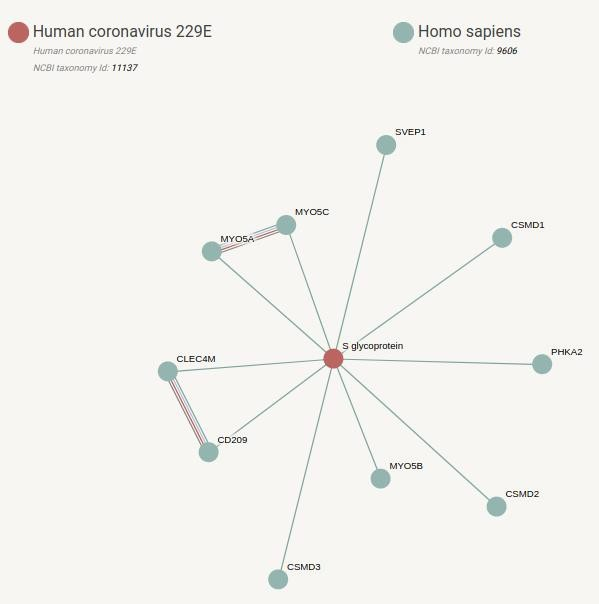 Human coronavirus 229E
Human coronavirus 229E
NCBI taxonomy Id: 11137
Homo sapiens
NCBI taxonomy Id: 9606
SVEP1
MYO5C
CSMD1
MYO5A
S glycoprotein
PHKA2
CLEC4M
CD209
MYO5B
CSMD2
CSMD3